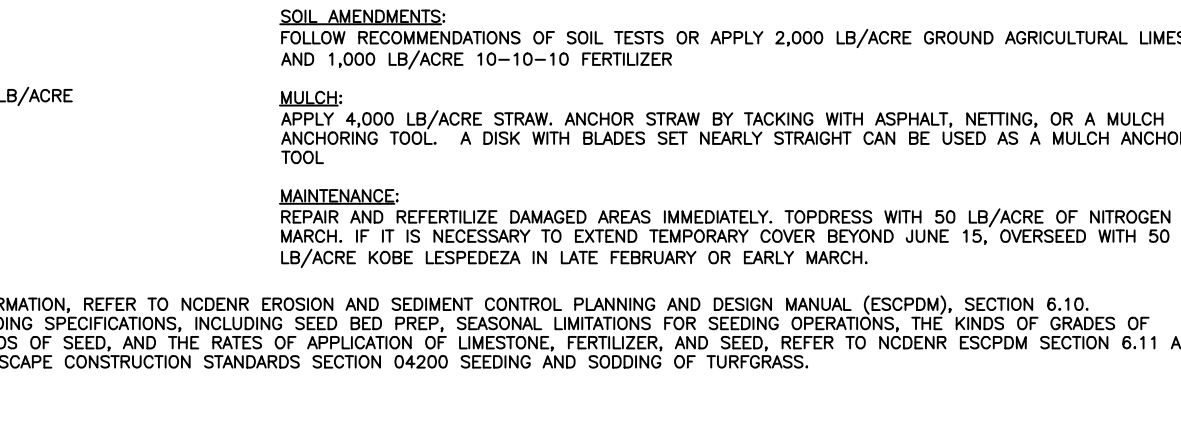 SOIL AMENDMENTS:
FOLLOW RECOMMENDATIONS OF SOIL TESTS OR APPLY 2,000 LB/ACRE GROUND AGRICULTURAL LIMES
AND 1,000 LB/ACRE 10-10-10 FERTILIZER
LB/ACRE
MULCH:
APPLY 4,000 LB/ACRE STRAW. ANCHOR STRAW BY TACKING WITH ASPHALT, NETTING, OR A MULCH
ANCHORING TOOL. A DISK WITH BLADES SET NEARLY STRAIGHT CAN BE USED AS A MULCH ANCHOR
TOOL
MAINTENANCE:
REPAIR AND REFERTILIZE DAMAGED AREAS IMMEDIATELY. TOPDRESS WITH 50 LB/ACRE OF NITROGEN
MARCH. IF IT IS NECESSARY TO EXTEND TEMPORARY COVER BEYOND JUNE 15, OVERSEED WITH 50
LB/ACRE KOBE LESPEDEZA IN LATE FEBRUARY OR EARLY MARCH.
RMATION, REFER TO NCDENR EROSION AND SEDIMENT CONTROL PLANNING AND DESIGN MANUAL (ESCPDM), SECTION 6.10.
DING SPECIFICATIONS, INCLUDING SEED BED PREP, SEASONAL LIMITATIONS FOR SEEDING OPERATIONS, THE KINDS OF GRADES OF
DS OF SEED, AND THE RATES OF APPLICATION OF LIMESTONE, FERTILIZER, AND SEED, REFER TO NCDENR ESCPDM SECTION 6.11 A
SCAPE CONSTRUCTION STANDARDS SECTION 04200 SEEDING AND SODDING OF TURFGRASS.